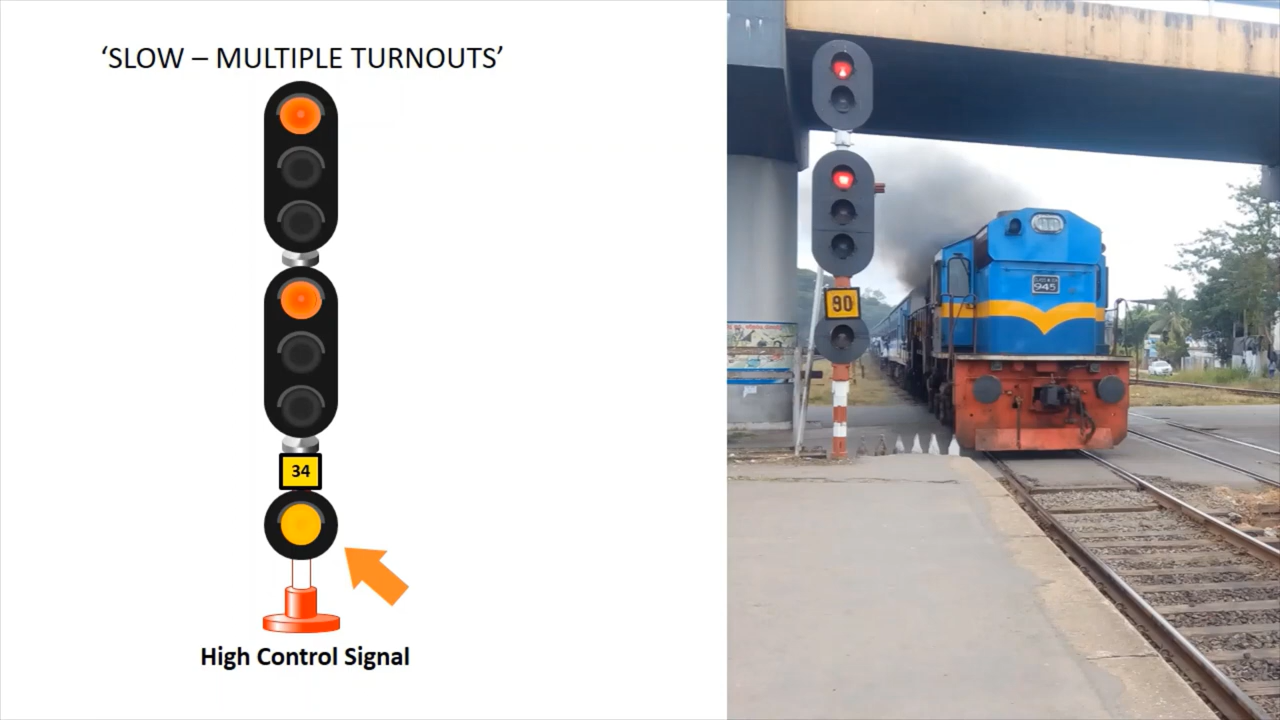 ‘SLOW – MULTIPLE TURNOUTS’
34
High Control Signal
90
945